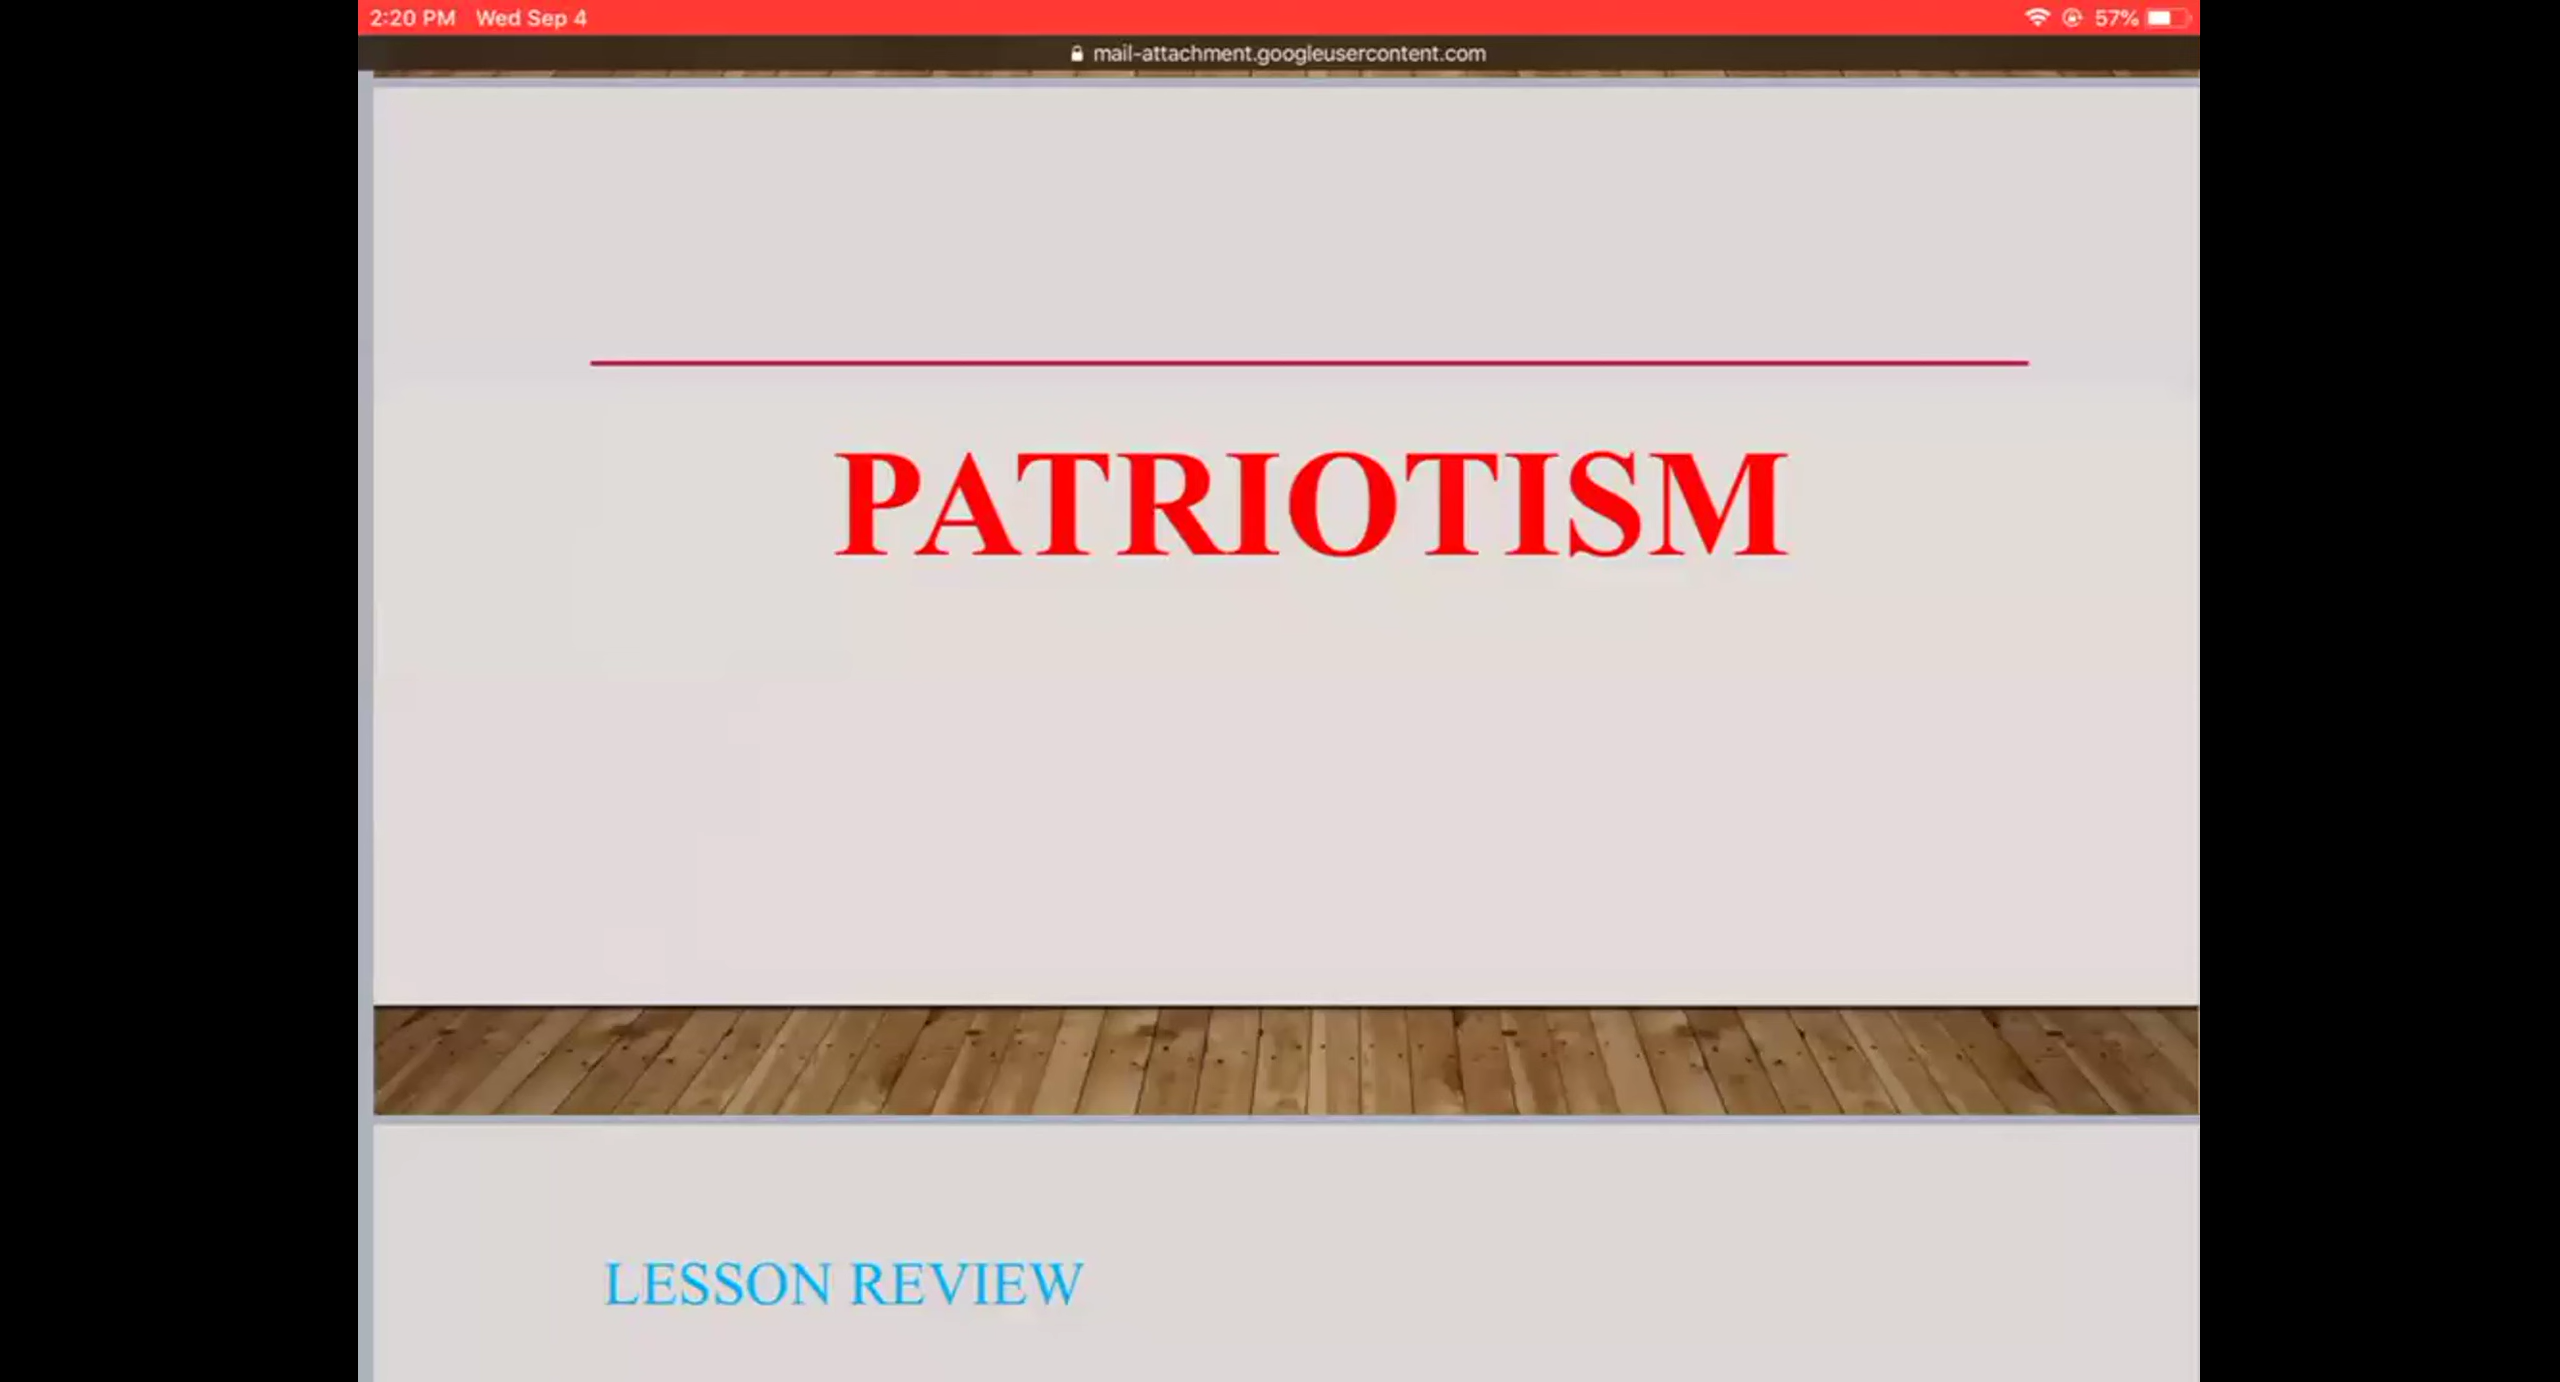 2:20 PM Wed Sep 4
57%
mail-attachment.googleusercontent.com
PATRIOTISM
LESSON REVIEW